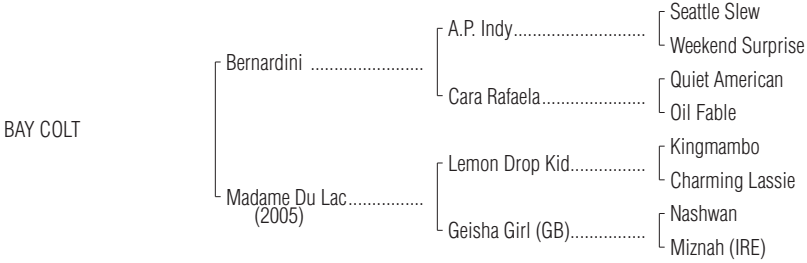 Seattle Slew
A.P. Indy..............................
Weekend Surprise
Bernardini ..........................
Quiet American
Cara Rafaela........................
Oil Fable
BAY COLT
Kingmambo
Lemon Drop Kid.................
Charming Lassie
Madame Du Lac.................
(2005)
Nashwan
Geisha Girl (GB).................
Miznah (IRE)